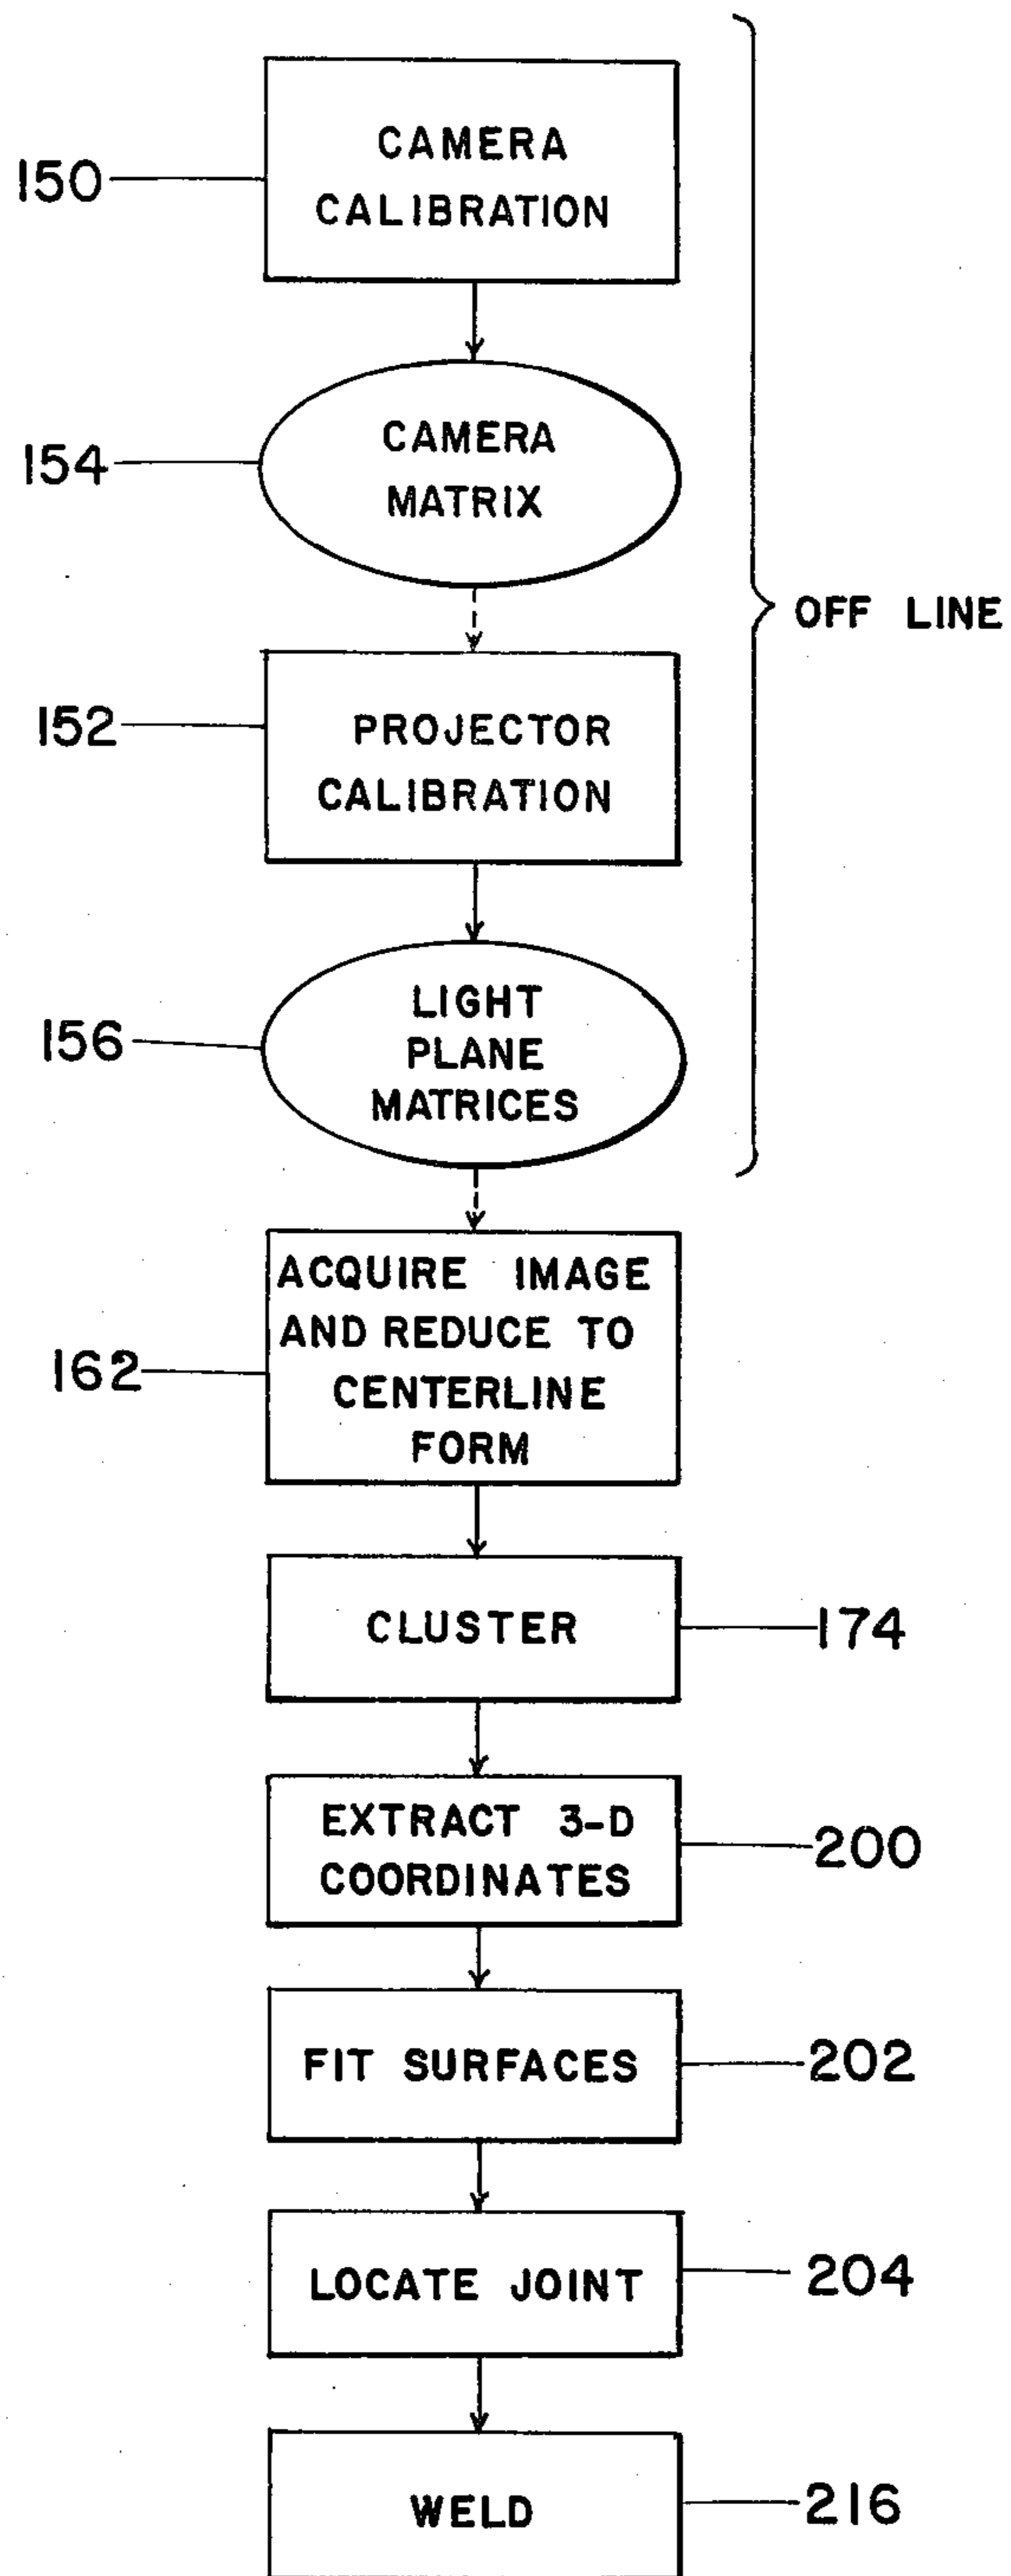 CAMERA
CALIBRATION
150
CAMERA
MATRIX
154
OFF LINE
PROJECTOR
CALIBRATION
152
LIGHT
PLANE
MATRICES
156
ACQUIRE IMAGE
AND REDUCE TO
CENTERLINE
FORM
162
CLUSTER
174
EXTRACT 3-D
COORDINATES
200
FIT SURFACES
202
LOCATE JOINT
204
WELD
216